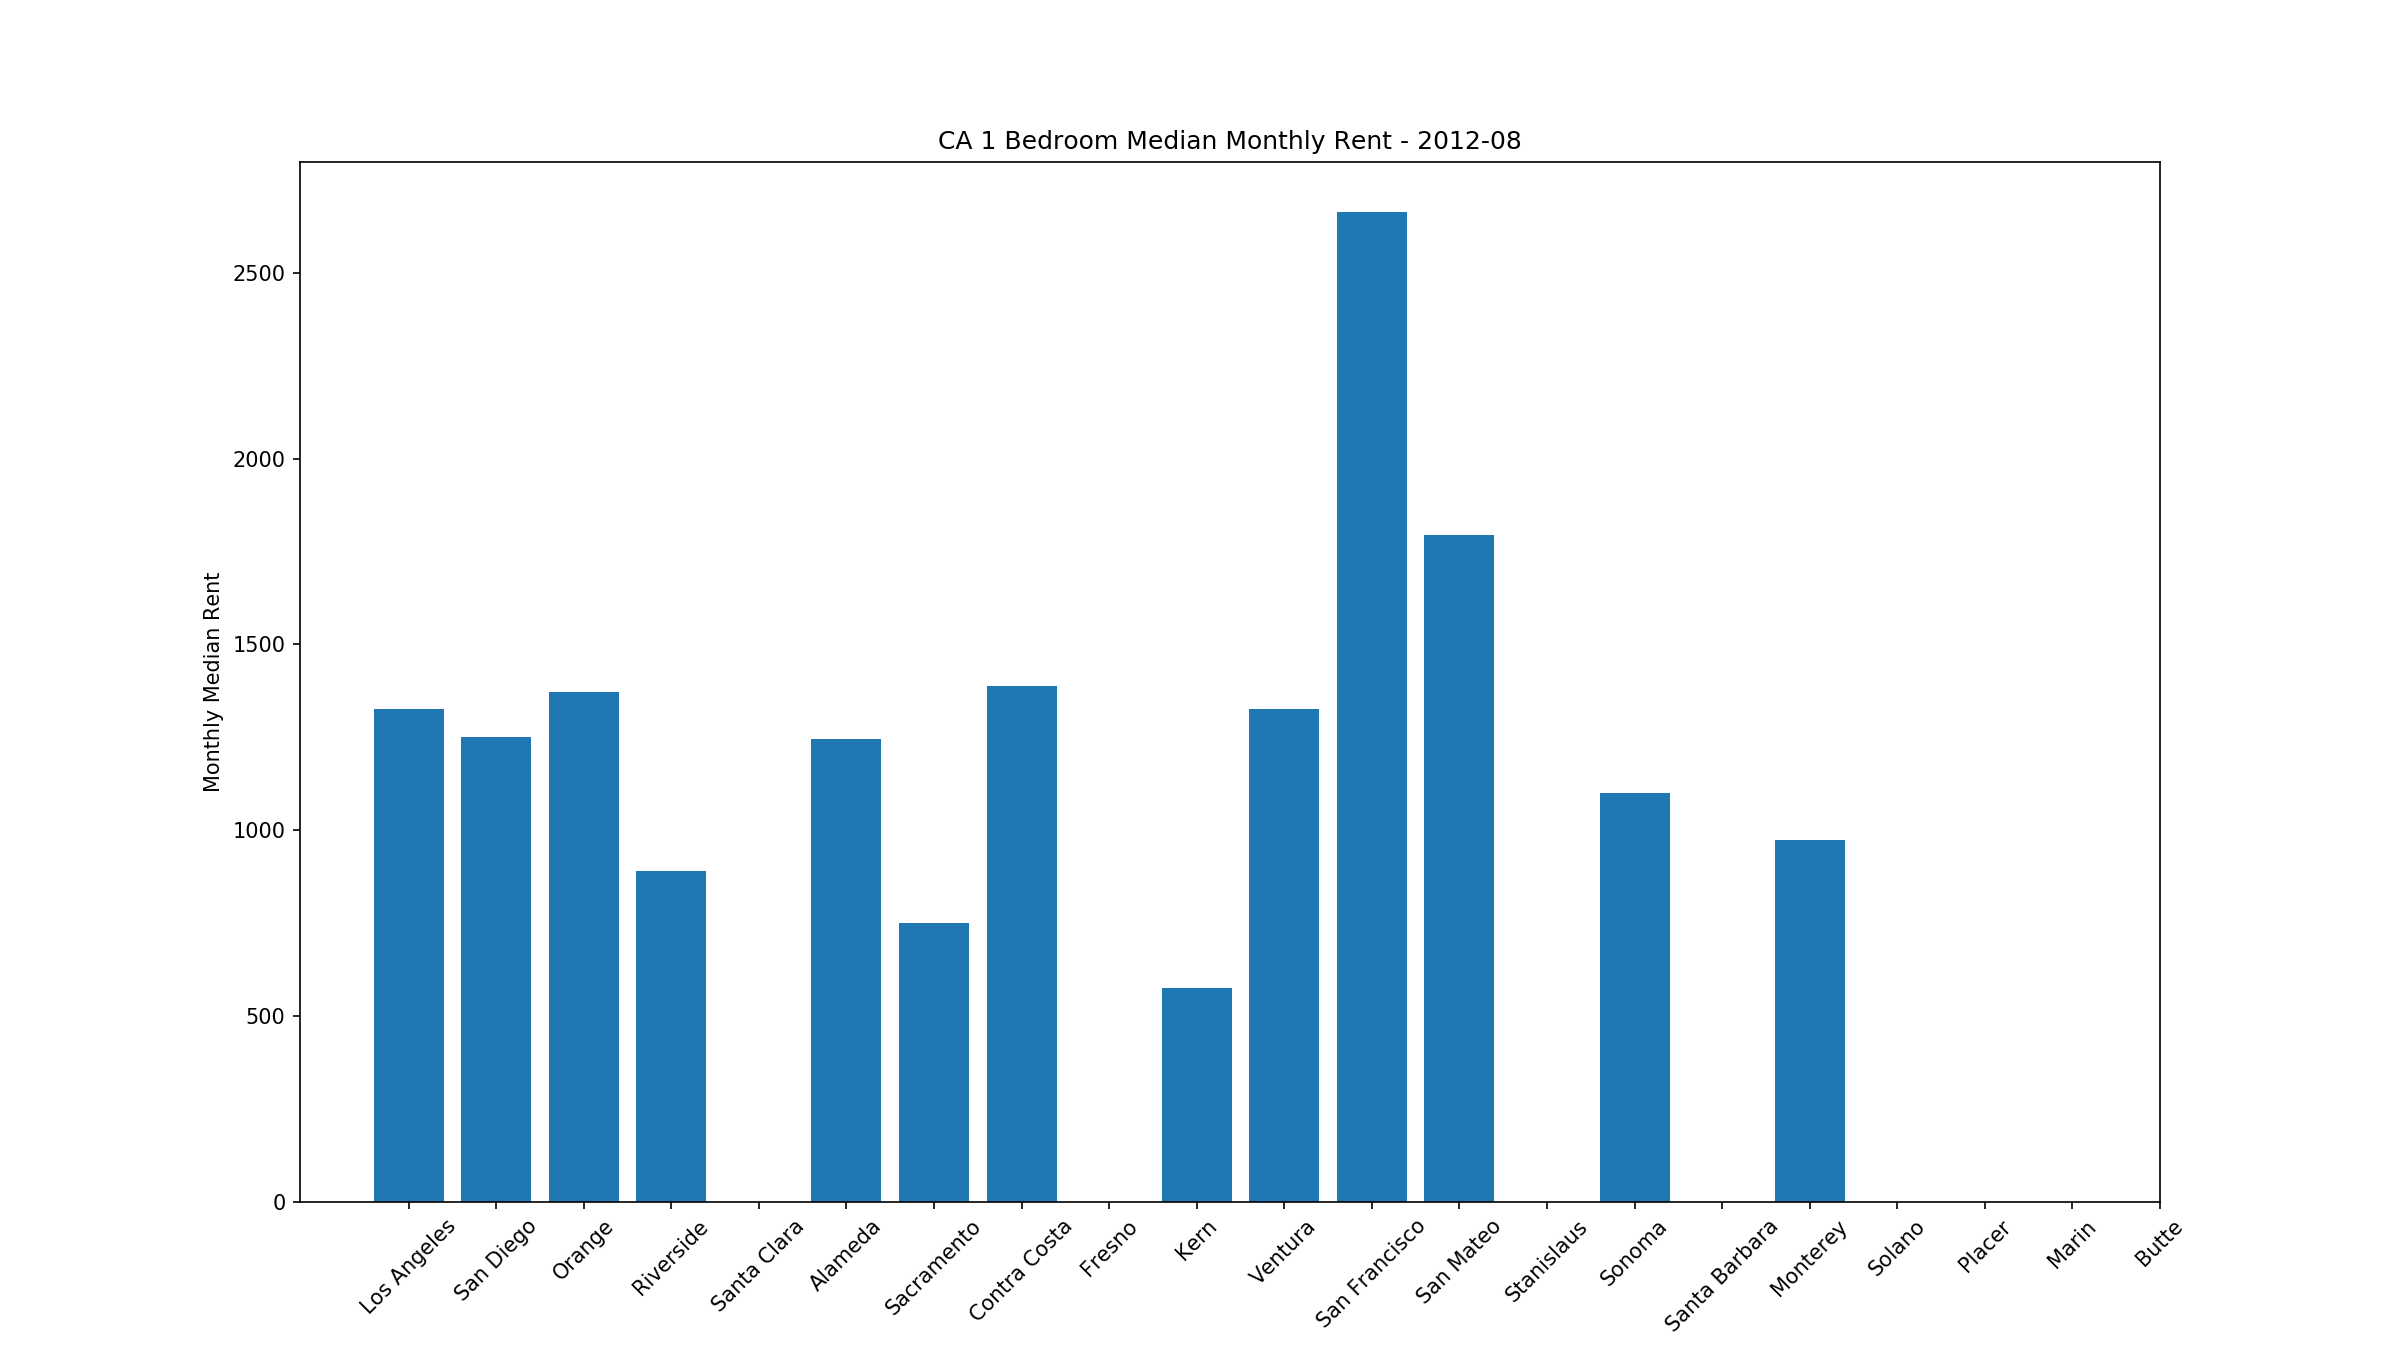 CA 1 Bedroom Median Monthly Rent - 2012-08
Monthly Median Rent
2500
2000
1500
1000
500
0
Los Angeles
San Diego
Orange
Riverside
Santa Clara
Alameda
Sacramento
Contra Costa
Fresno
Kern
Ventura
San Francisco
San Mateo
Stanislaus
Sonoma
Santa Barbara
Monterey
Solano
Placer
Marin
Butte